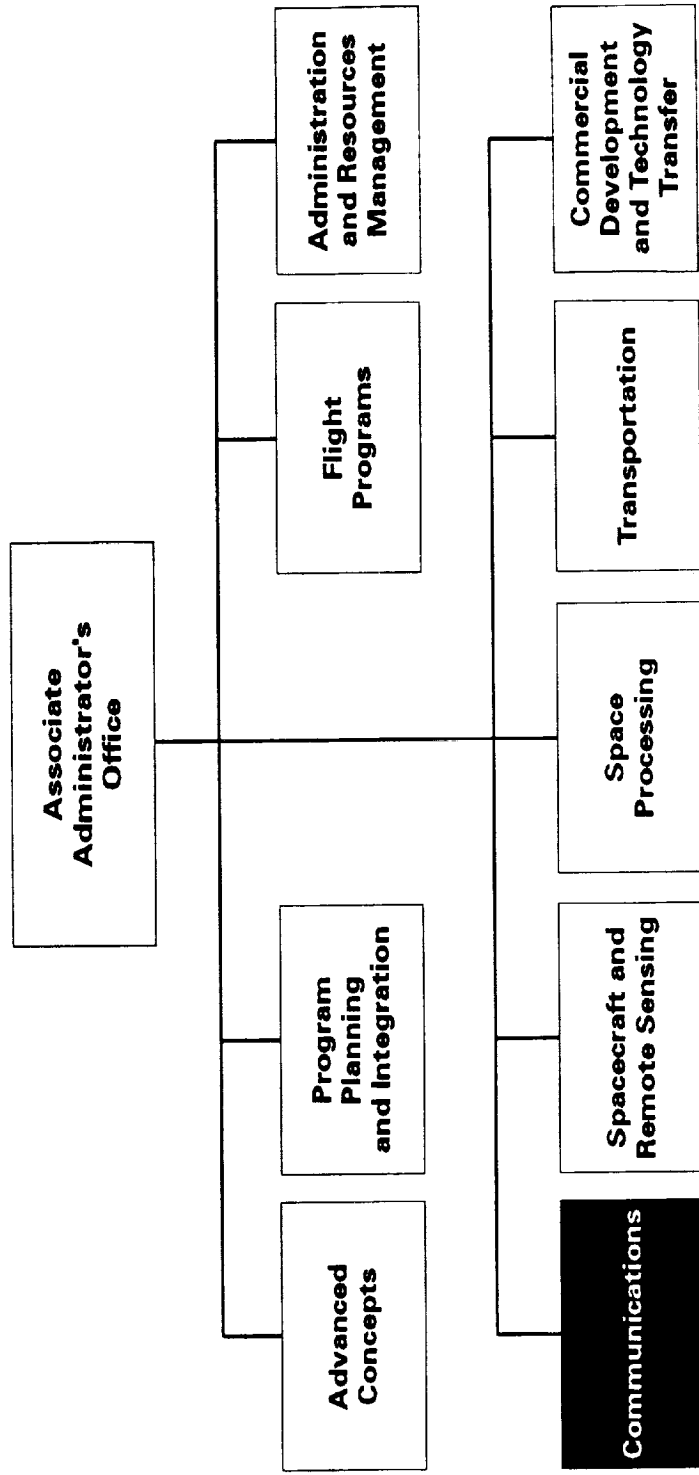 Associate
Administrator's
Office
Advanced
Concepts
Program
Planning
and Integration
Flight
Programs
Administration
and Resources
Management
Communications
Spacecraft and
Remote Sensing
Space
Processing
Transportation
Commercial
Development
and Technology
Transfer